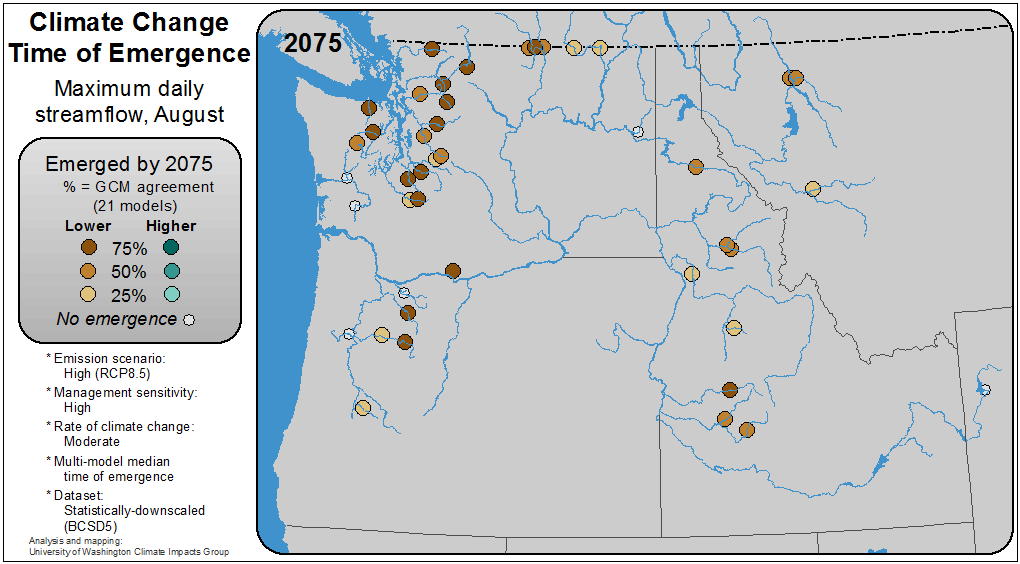 Climate Change
Time of Emergence
Maximum daily
streamflow, August
Emerged by 2075
% = GCM agreement
(21 models)
Lower Higher
75%
50%
25%
No emergence
* Emission scenario:
High (RCP8.5)
* Management sensitivity:
High
* Rate of climate change:
Moderate
* Multi-model median
time of emergence
* Dataset:
Statistically-downscaled
(BCSD5)
Analysis and mapping:
University of Washington Climate Impacts Group
2075